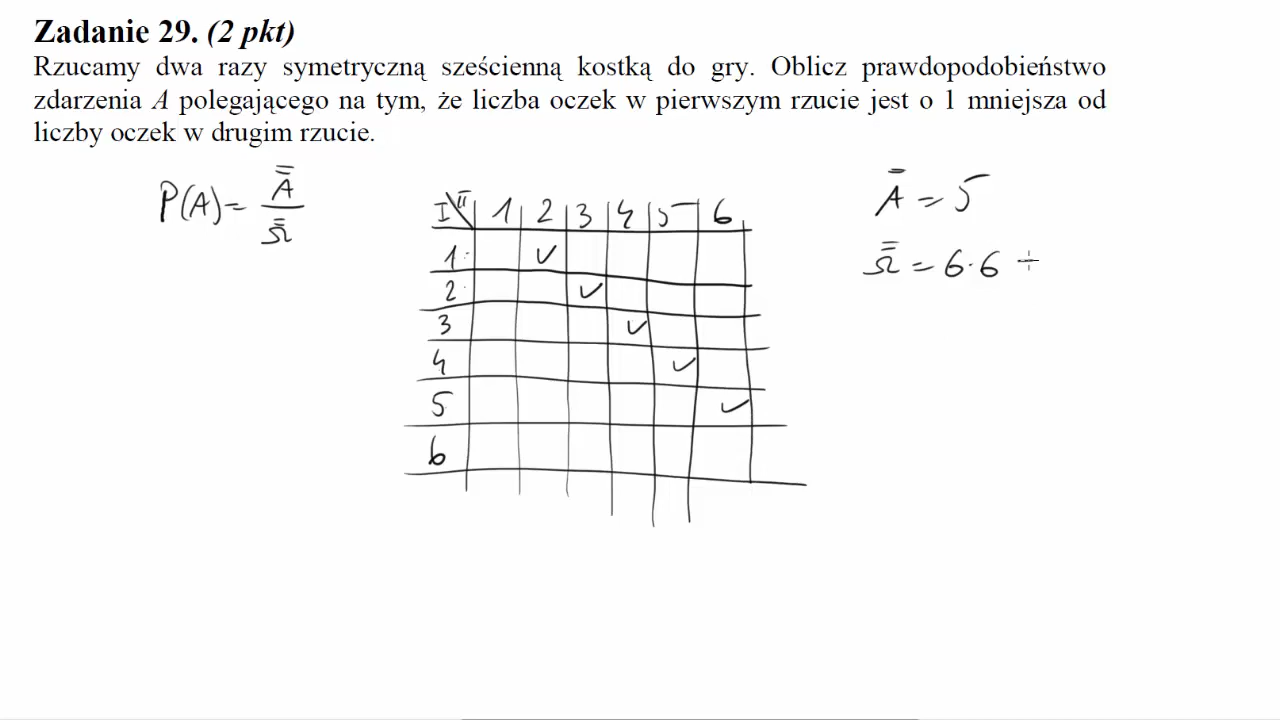 Zadanie 29. (2 pkt)
Rzucamy dwa razy symetryczną sześcienną kostką do gry. Oblicz prawdopodobieństwo
zdarzenia A polegającego na tym, że liczba oczek w pierwszym rzucie jest o 1 mniejsza od
liczby oczek w drugim rzucie.
P(A) = A̿ / Ω̿
I\II 1 2 3 4 5 6
1 ✓
2 ✓
3 ✓
4 ✓
5 ✓
6
A̅ = 5
Ω̿ = 6·6 =